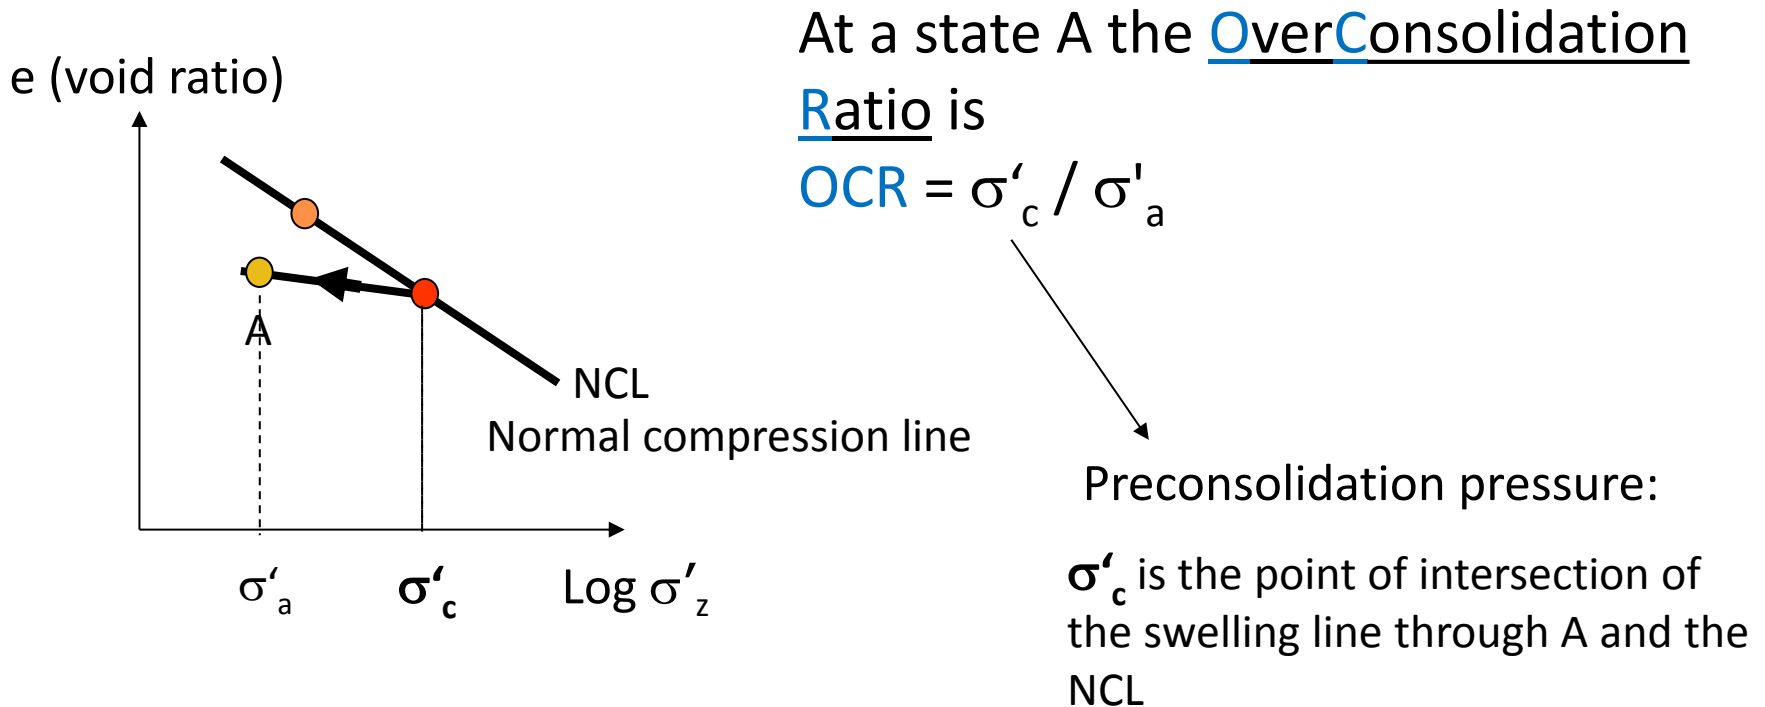 At a state A the OverConsolidation
Ratio is
OCR = σ‘c / σ'a
e (void ratio)
A
NCL
Normal compression line
σ‘a
σ‘c
Log σ′z
Preconsolidation pressure:
σ‘c is the point of intersection of
the swelling line through A and the
NCL